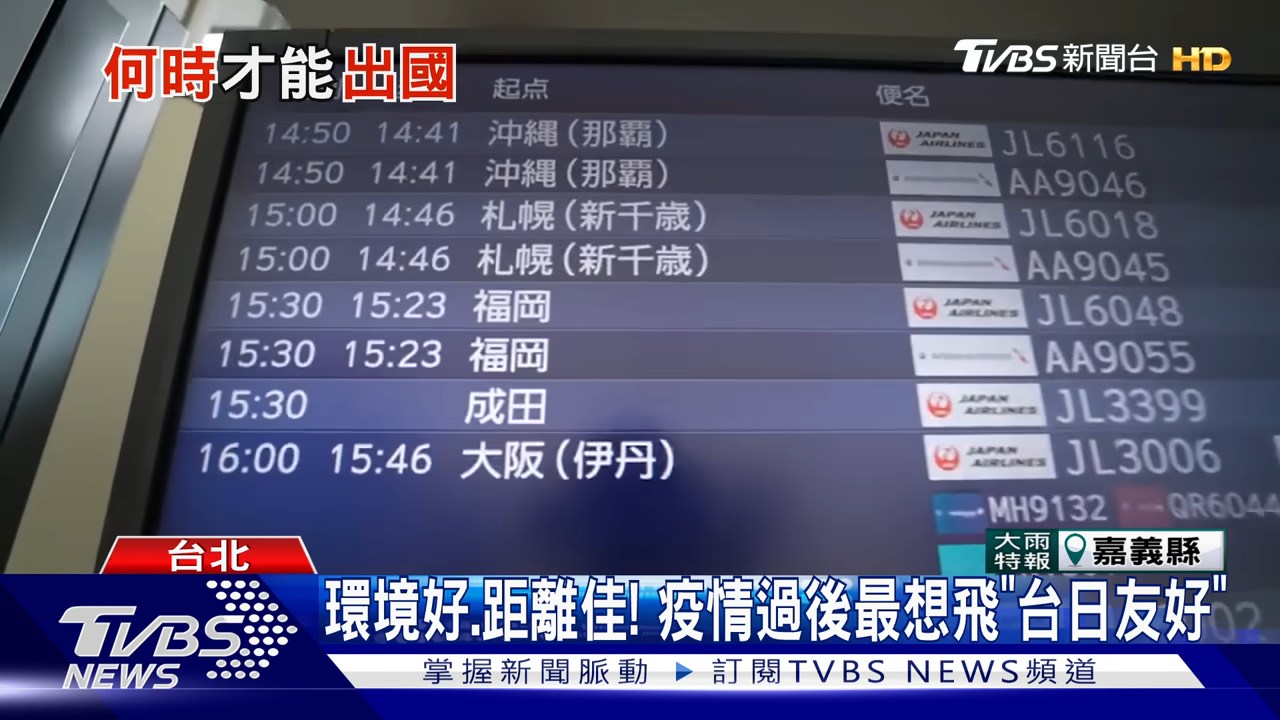 何時才能出國
TVBS新聞台 HD
起点 便名
14:50 14:41 沖縄(那覇) JAPAN AIRLINES JL6116
14:50 14:41 沖縄(那覇) AA9046
15:00 14:46 札幌(新千歳) JAPAN AIRLINES JL6018
15:00 14:46 札幌(新千歳) AA9045
15:30 15:23 福岡 JAPAN AIRLINES JL6048
15:30 15:23 福岡 AA9055
15:30 成田 JAPAN AIRLINES JL3399
16:00 15:46 大阪(伊丹) JAPAN AIRLINES JL3006
MH9132 QR6044
大雨特報 嘉義縣
台北
環境好.距離佳! 疫情過後最想飛"台日友好"
TVBS NEWS
掌握新聞脈動 ▶ 訂閱TVBS NEWS頻道